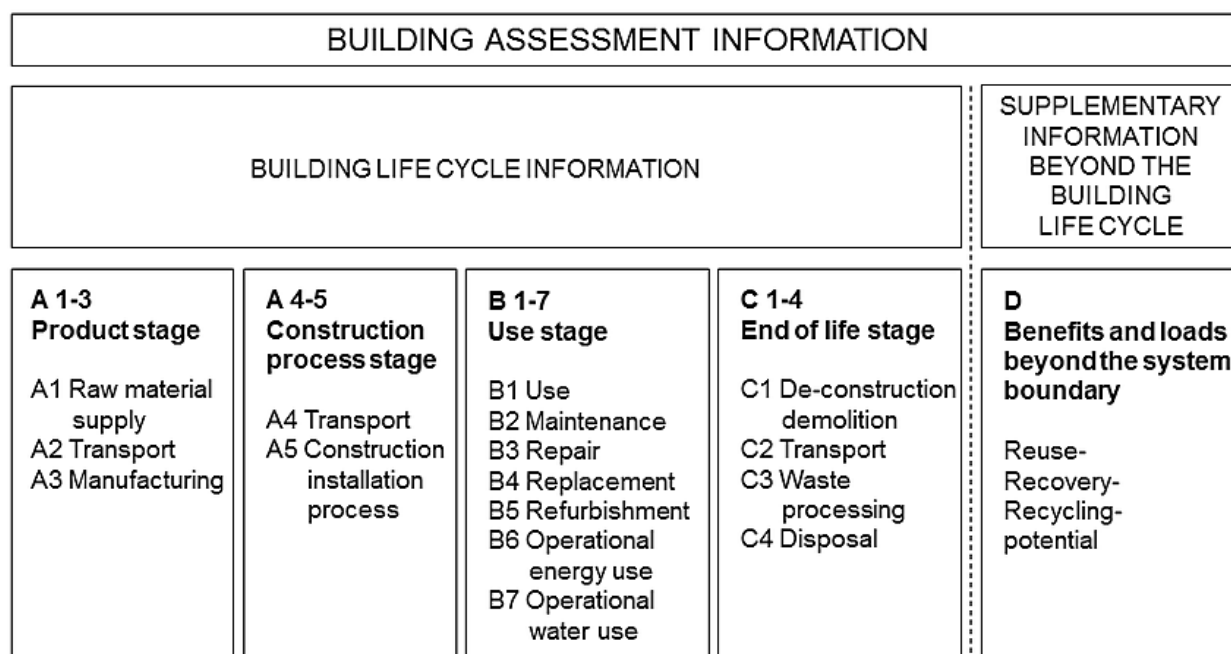 BUILDING ASSESSMENT INFORMATION
BUILDING LIFE CYCLE INFORMATION
SUPPLEMENTARY
INFORMATION
BEYOND THE
BUILDING
LIFE CYCLE
A 1-3
Product stage
A1 Raw material
supply
A2 Transport
A3 Manufacturing
A 4-5
Construction
process stage
A4 Transport
A5 Construction
installation
process
B 1-7
Use stage
B1 Use
B2 Maintenance
B3 Repair
B4 Replacement
B5 Refurbishment
B6 Operational
energy use
B7 Operational
water use
C 1-4
End of life stage
C1 De-construction
demolition
C2 Transport
C3 Waste
processing
C4 Disposal
D
Benefits and loads
beyond the system
boundary
Reuse-
Recovery-
Recycling-
potential